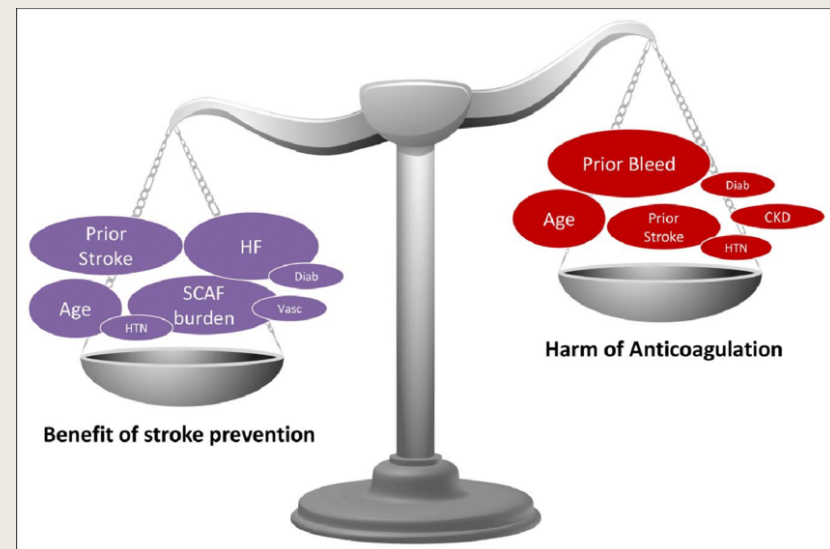 Prior
Stroke
HF
Diab
Age
SCAF
burden
HTN
Vasc
Benefit of stroke prevention
Prior Bleed
Diab
Age
Prior
Stroke
CKD
HTN
Harm of Anticoagulation